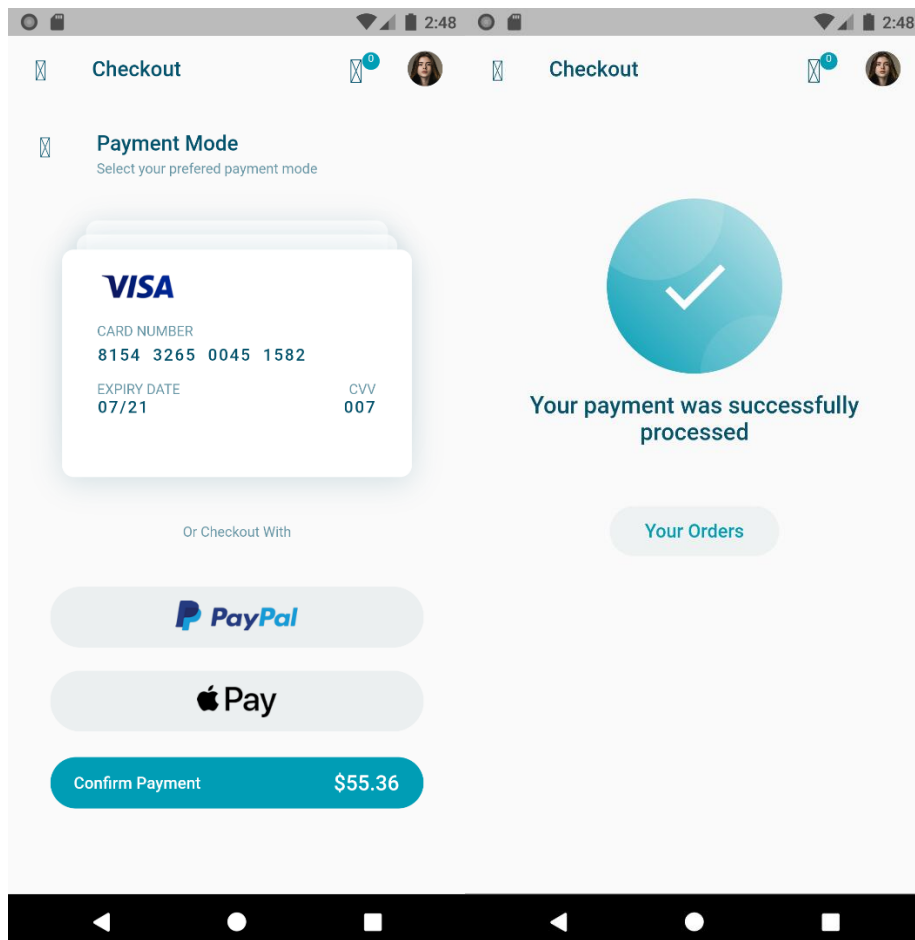 2:48
Checkout
0
Payment Mode
Select your prefered payment mode
VISA
CARD NUMBER
8154 3265 0045 1582
EXPIRY DATE
CVV
07/21
007
Or Checkout With
PayPal
Pay
Confirm Payment
$55.36
2:48
Checkout
0
Your payment was successfully
processed
Your Orders